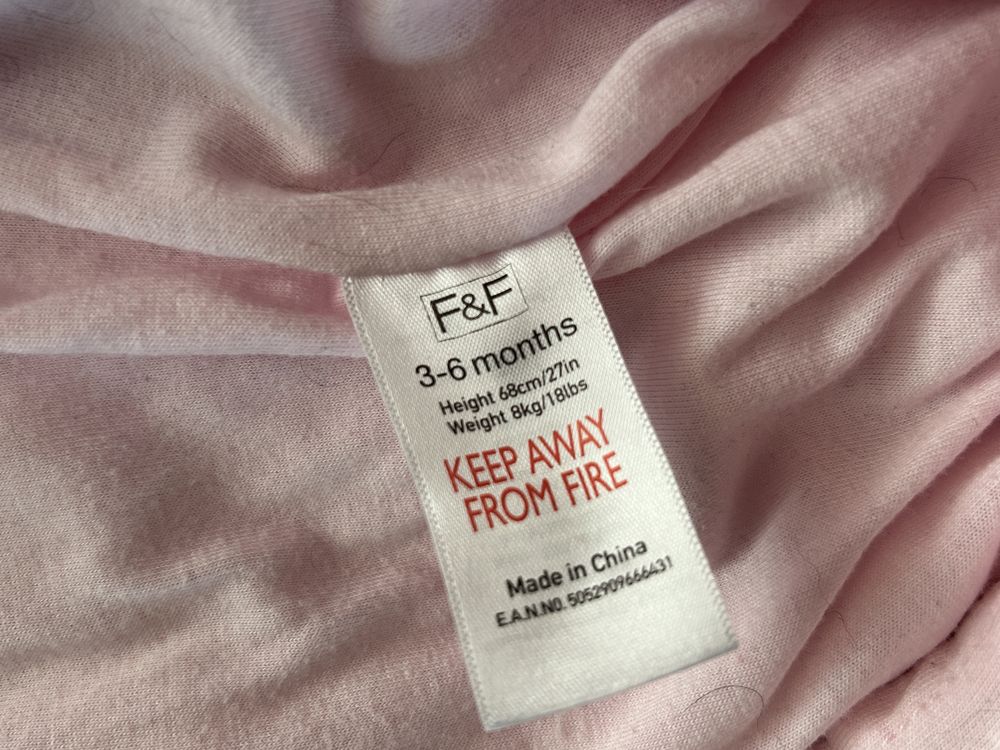 F&F
3-6 months
Height 68cm/27in
Weight 8kg/18lbs
KEEP AWAY
FROM FIRE
Made in China
E.A.N.NO. 5052909666431